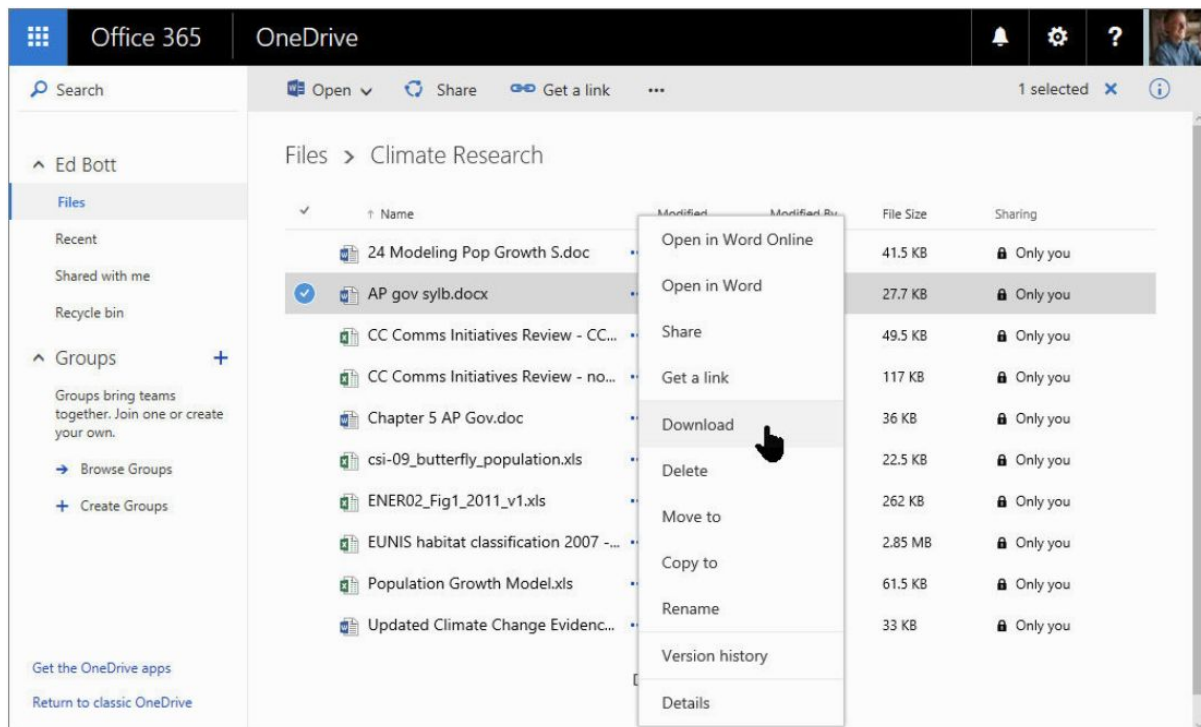 Office 365 OneDrive ?
Search Open Share Get a link ... 1 selected
Ed Bott
Files
Recent
Shared with me
Recycle bin
Groups +
Groups bring teams
together. Join one or create
your own.
Browse Groups
+ Create Groups
Get the OneDrive apps
Return to classic OneDrive
Files > Climate Research
Name Modified Modified By File Size Sharing
24 Modeling Pop Growth S.doc 41.5 KB Only you
AP gov sylb.docx 27.7 KB Only you
CC Comms Initiatives Review - CC... 49.5 KB Only you
CC Comms Initiatives Review - no... 117 KB Only you
Chapter 5 AP Gov.doc 36 KB Only you
csi-09_butterfly_population.xls 22.5 KB Only you
ENER02_Fig1_2011_v1.xls 262 KB Only you
EUNIS habitat classification 2007 -... 2.85 MB Only you
Population Growth Model.xls 61.5 KB Only you
Updated Climate Change Evidenc... 33 KB Only you
Open in Word Online
Open in Word
Share
Get a link
Download
Delete
Move to
Copy to
Rename
Version history
Details